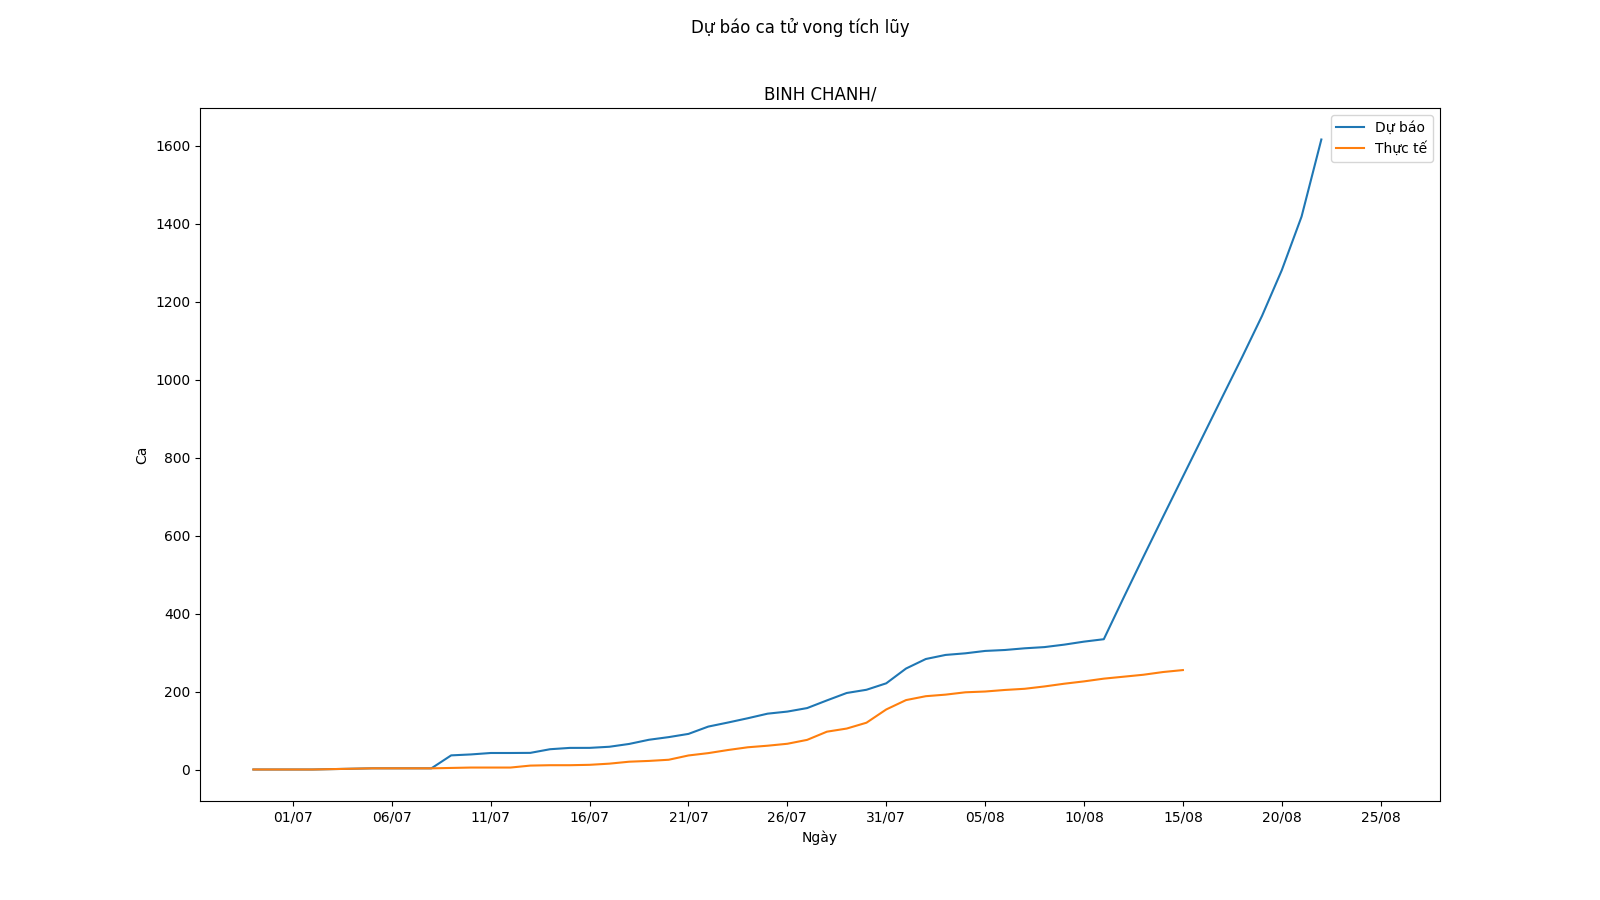 Dự báo ca tử vong tích lũy
BINH CHANH/
Dự báo
Thực tế
1600
1400
1200
1000
800
600
400
200
0
Ca
01/07 06/07 11/07 16/07 21/07 26/07 31/07 05/08 10/08 15/08 20/08 25/08
Ngày